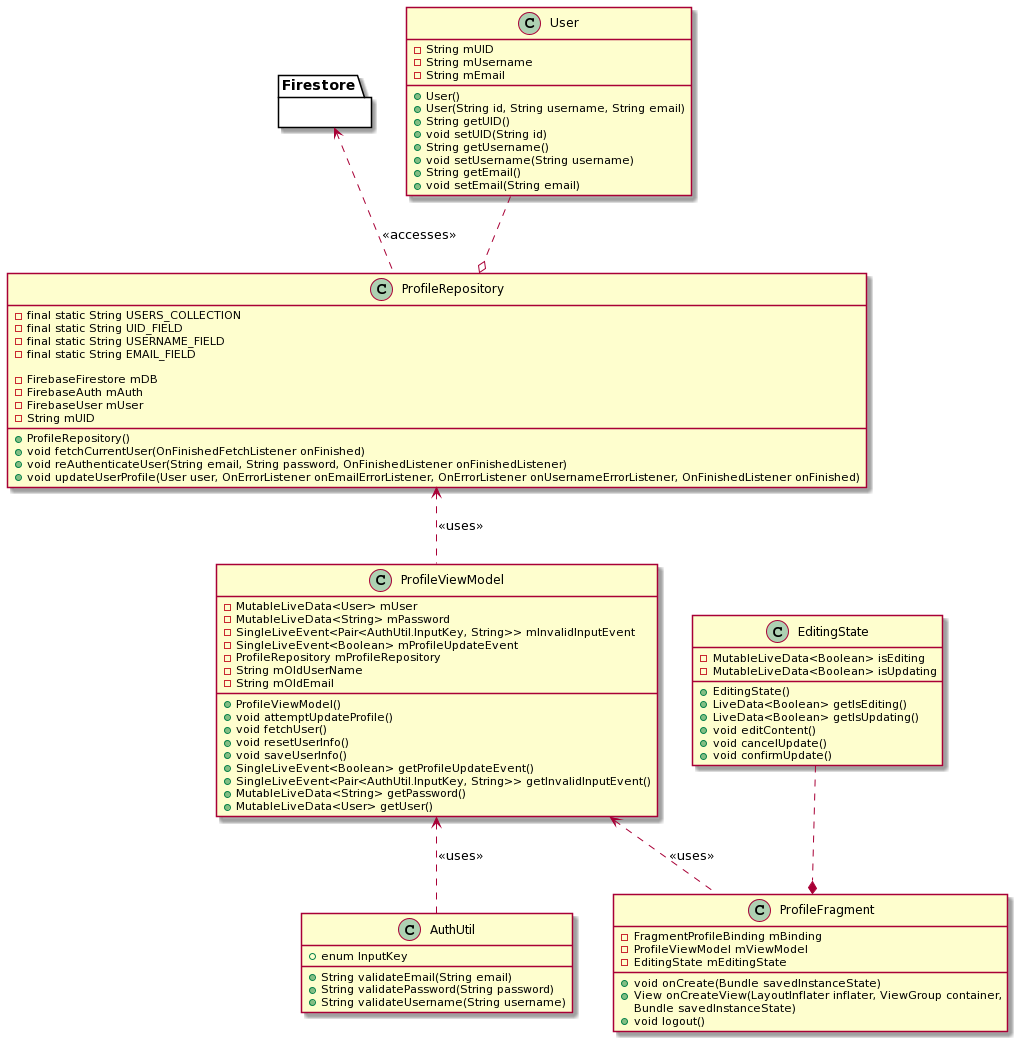 C User
String mUID
String mUsername
String mEmail
User()
User(String id, String username, String email)
String getUID()
void setUID(String id)
String getUsername()
void setUsername(String username)
String getEmail()
void setEmail(String email)
Firestore
«accesses»
C ProfileRepository
final static String USERS_COLLECTION
final static String UID_FIELD
final static String USERNAME_FIELD
final static String EMAIL_FIELD
FirebaseFirestore mDB
FirebaseAuth mAuth
FirebaseUser mUser
String mUID
ProfileRepository()
void fetchCurrentUser(OnFinishedFetchListener onFinished)
void reAuthenticateUser(String email, String password, OnFinishedListener onFinishedListener)
void updateUserProfile(User user, OnErrorListener onEmailErrorListener, OnErrorListener onUsernameErrorListener, OnFinishedListener onFinished)
«uses»
C ProfileViewModel
MutableLiveData<User> mUser
MutableLiveData<String> mPassword
SingleLiveEvent<Pair<AuthUtil.InputKey, String>> mInvalidInputEvent
SingleLiveEvent<Boolean> mProfileUpdateEvent
ProfileRepository mProfileRepository
String mOldUserName
String mOldEmail
ProfileViewModel()
void attemptUpdateProfile()
void fetchUser()
void resetUserInfo()
void saveUserInfo()
SingleLiveEvent<Boolean> getProfileUpdateEvent()
SingleLiveEvent<Pair<AuthUtil.InputKey, String>> getInvalidInputEvent()
MutableLiveData<String> getPassword()
MutableLiveData<User> getUser()
C EditingState
MutableLiveData<Boolean> isEditing
MutableLiveData<Boolean> isUpdating
EditingState()
LiveData<Boolean> getIsEditing()
LiveData<Boolean> getIsUpdating()
void editContent()
void cancelUpdate()
void confirmUpdate()
«uses»
«uses»
C AuthUtil
enum InputKey
String validateEmail(String email)
String validatePassword(String password)
String validateUsername(String username)
C ProfileFragment
FragmentProfileBinding mBinding
ProfileViewModel mViewModel
EditingState mEditingState
void onCreate(Bundle savedInstanceState)
View onCreateView(LayoutInflater inflater, ViewGroup container,
Bundle savedInstanceState)
void logout()